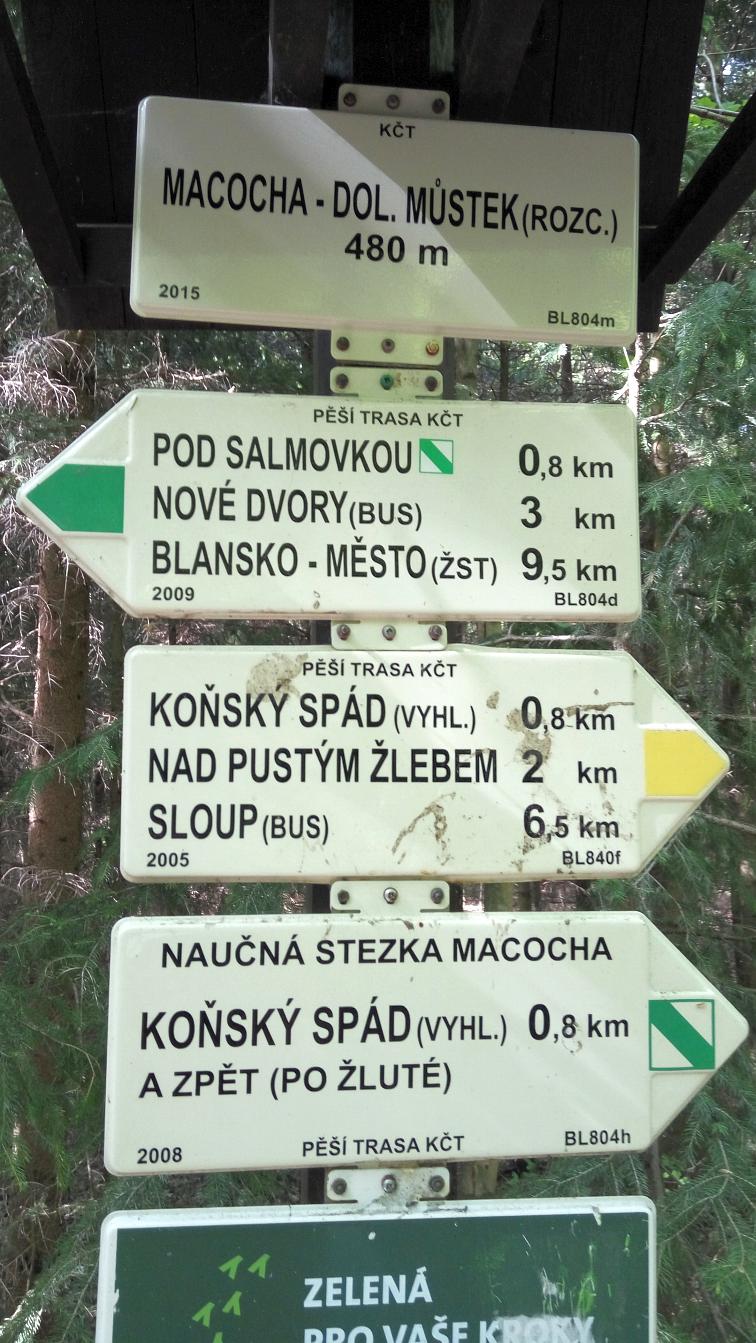 KČT
MACOCHA - DOL. MŮSTEK (ROZC.)
480 m
2015 BL804m
PĚŠÍ TRASA KČT
POD SALMOVKOU 0,8 km
NOVÉ DVORY (BUS) 3 km
BLANSKO - MĚSTO (ŽST) 9,5 km
2009 BL804d
PĚŠÍ TRASA KČT
KOŇSKÝ SPÁD (VYHL.) 0,8 km
NAD PUSTÝM ŽLEBEM 2 km
SLOUP (BUS) 6,5 km
2005 BL840f
NAUČNÁ STEZKA MACOCHA
KOŇSKÝ SPÁD (VYHL.) 0,8 km
A ZPĚT (PO ŽLUTÉ)
2008 PĚŠÍ TRASA KČT BL804h
ZELENÁ
PRO VAŠE KROKY